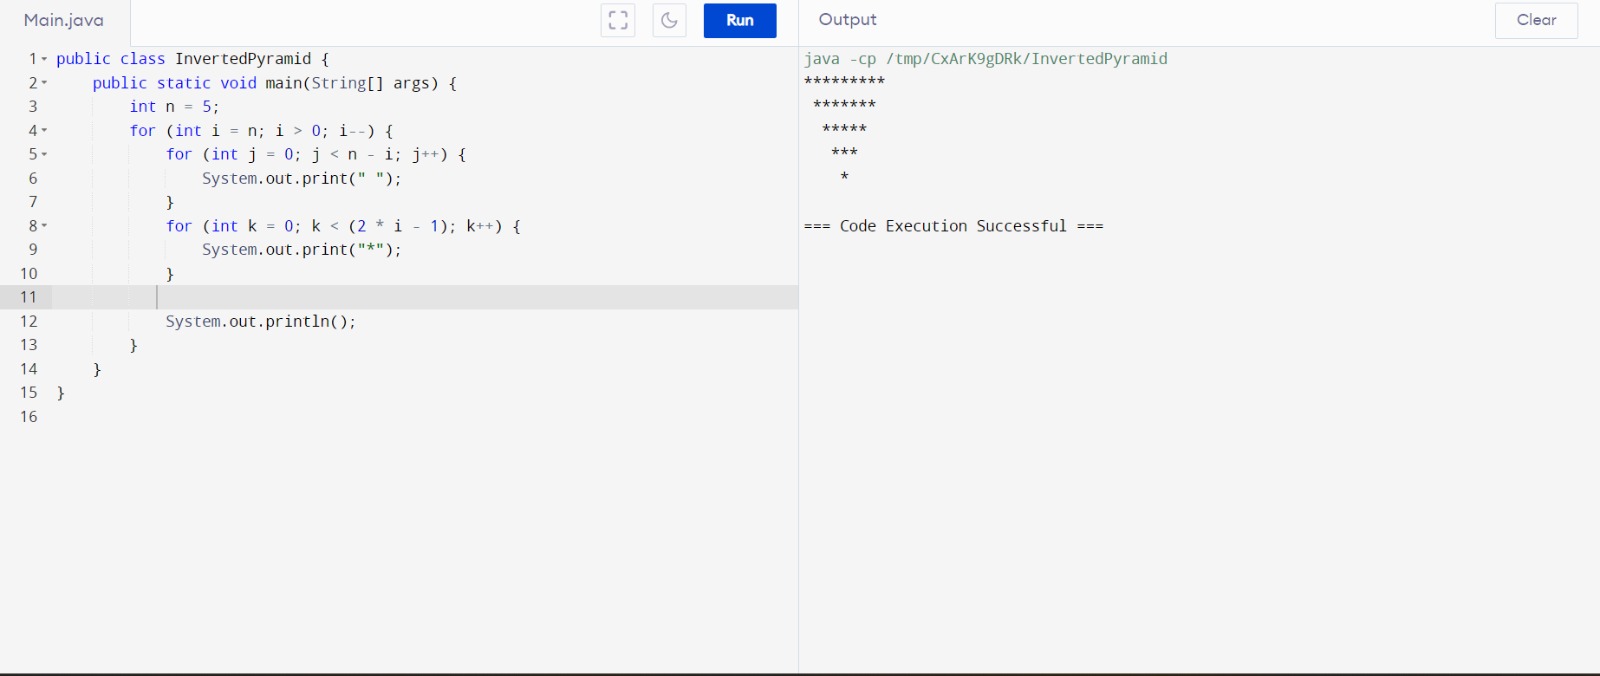 Main.java
Run
1 public class InvertedPyramid {
2     public static void main(String[] args) {
3         int n = 5;
4         for (int i = n; i > 0; i--) {
5             for (int j = 0; j < n - i; j++) {
6                 System.out.print(" ");
7             }
8             for (int k = 0; k < (2 * i - 1); k++) {
9                 System.out.print("*");
10             }
11
12             System.out.println();
13         }
14     }
15 }
16
Output
Clear
java -cp /tmp/CxArK9gDRk/InvertedPyramid
*********
 *******
  *****
   ***
    *
=== Code Execution Successful ===